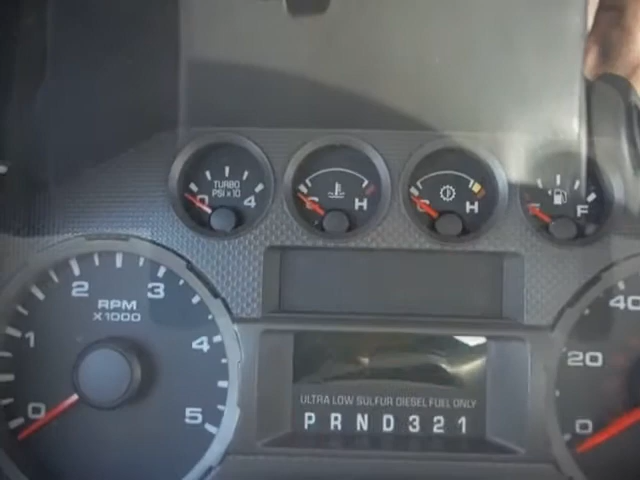 TURBO
PSI x 10
0 4
C H
C H
E F
RPM
X1000
0 1 2 3 4 5
ULTRA LOW SULFUR DIESEL FUEL ONLY
P R N D 3 2 1
0 20 40